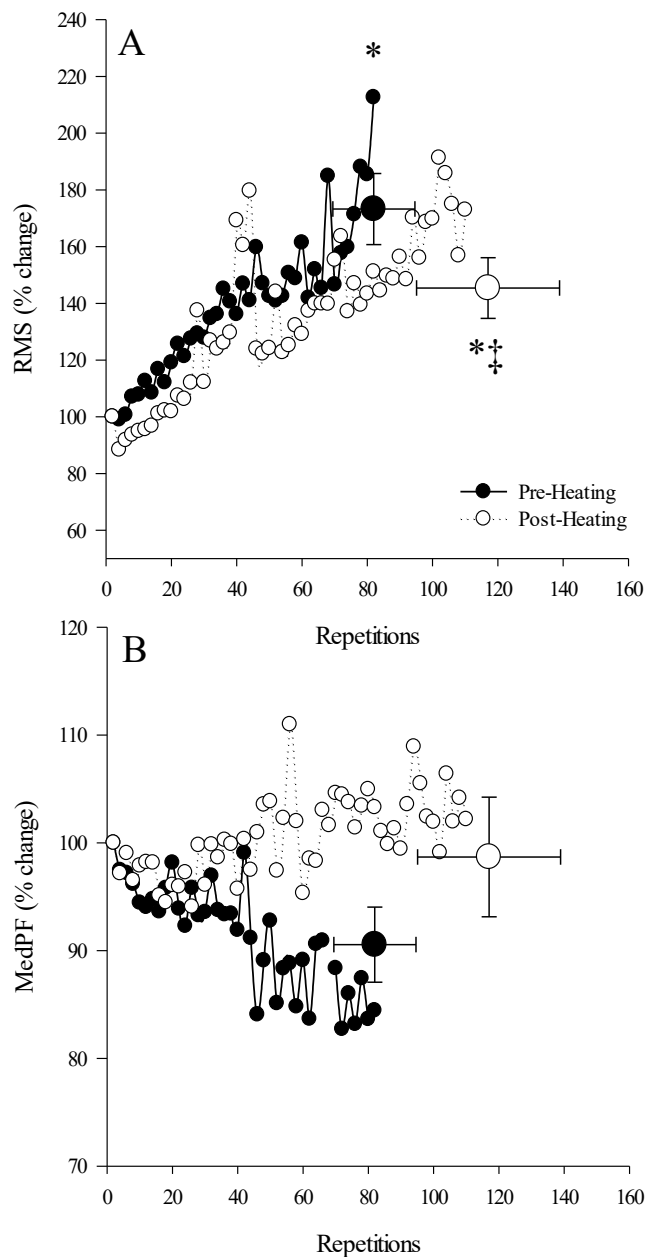 A
*
240
220
200
180
160
140
120
100
80
60
RMS (% change)
*‡
Pre-Heating
Post-Heating
0 20 40 60 80 100 120 140 160
Repetitions
B
120
110
100
90
80
70
MedPF (% change)
0 20 40 60 80 100 120 140 160
Repetitions